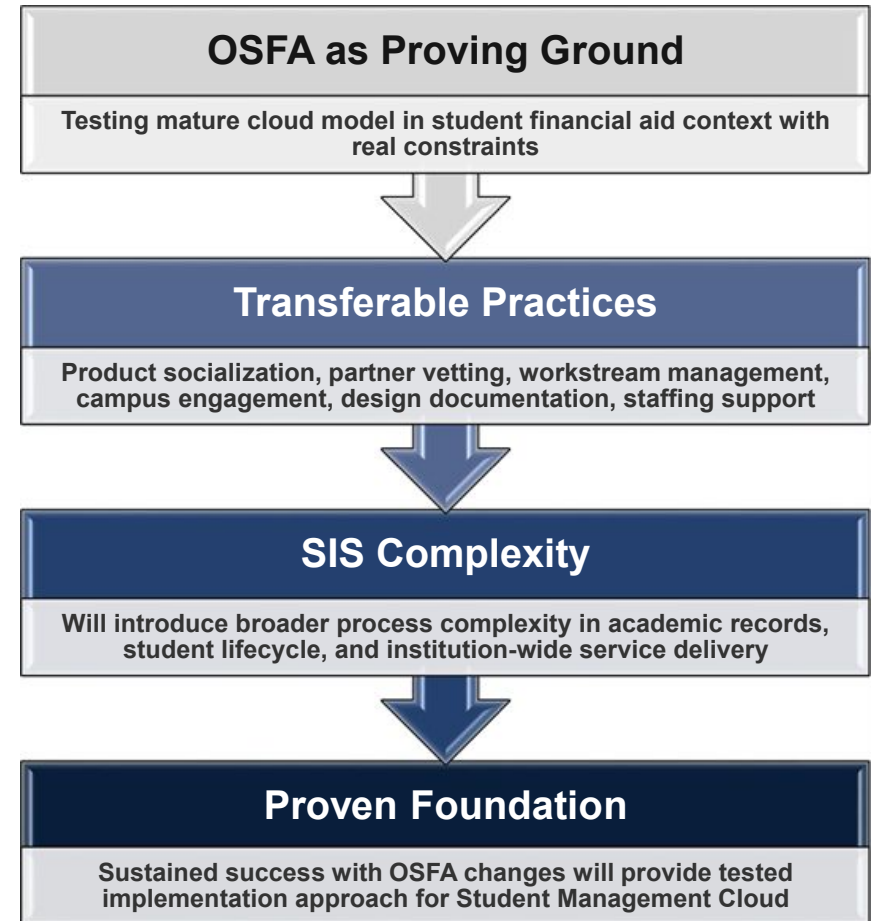 OSFA as Proving Ground
Testing mature cloud model in student financial aid context with
real constraints
Transferable Practices
Product socialization, partner vetting, workstream management,
campus engagement, design documentation, staffing support
SIS Complexity
Will introduce broader process complexity in academic records,
student lifecycle, and institution-wide service delivery
Proven Foundation
Sustained success with OSFA changes will provide tested
implementation approach for Student Management Cloud